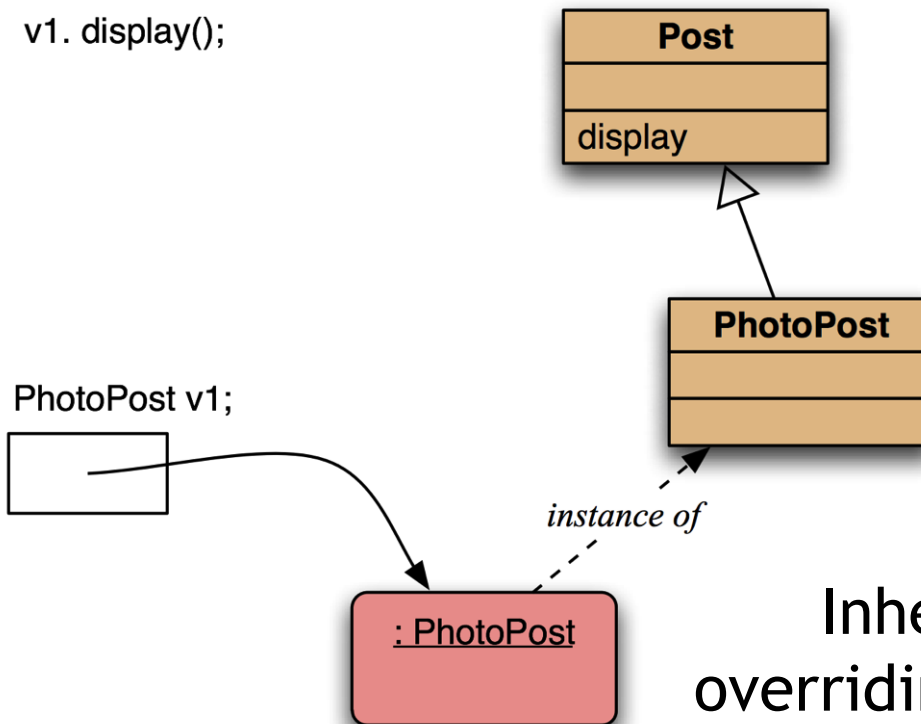 v1. display();
Post
display
PhotoPost
PhotoPost v1;
instance of
: PhotoPost